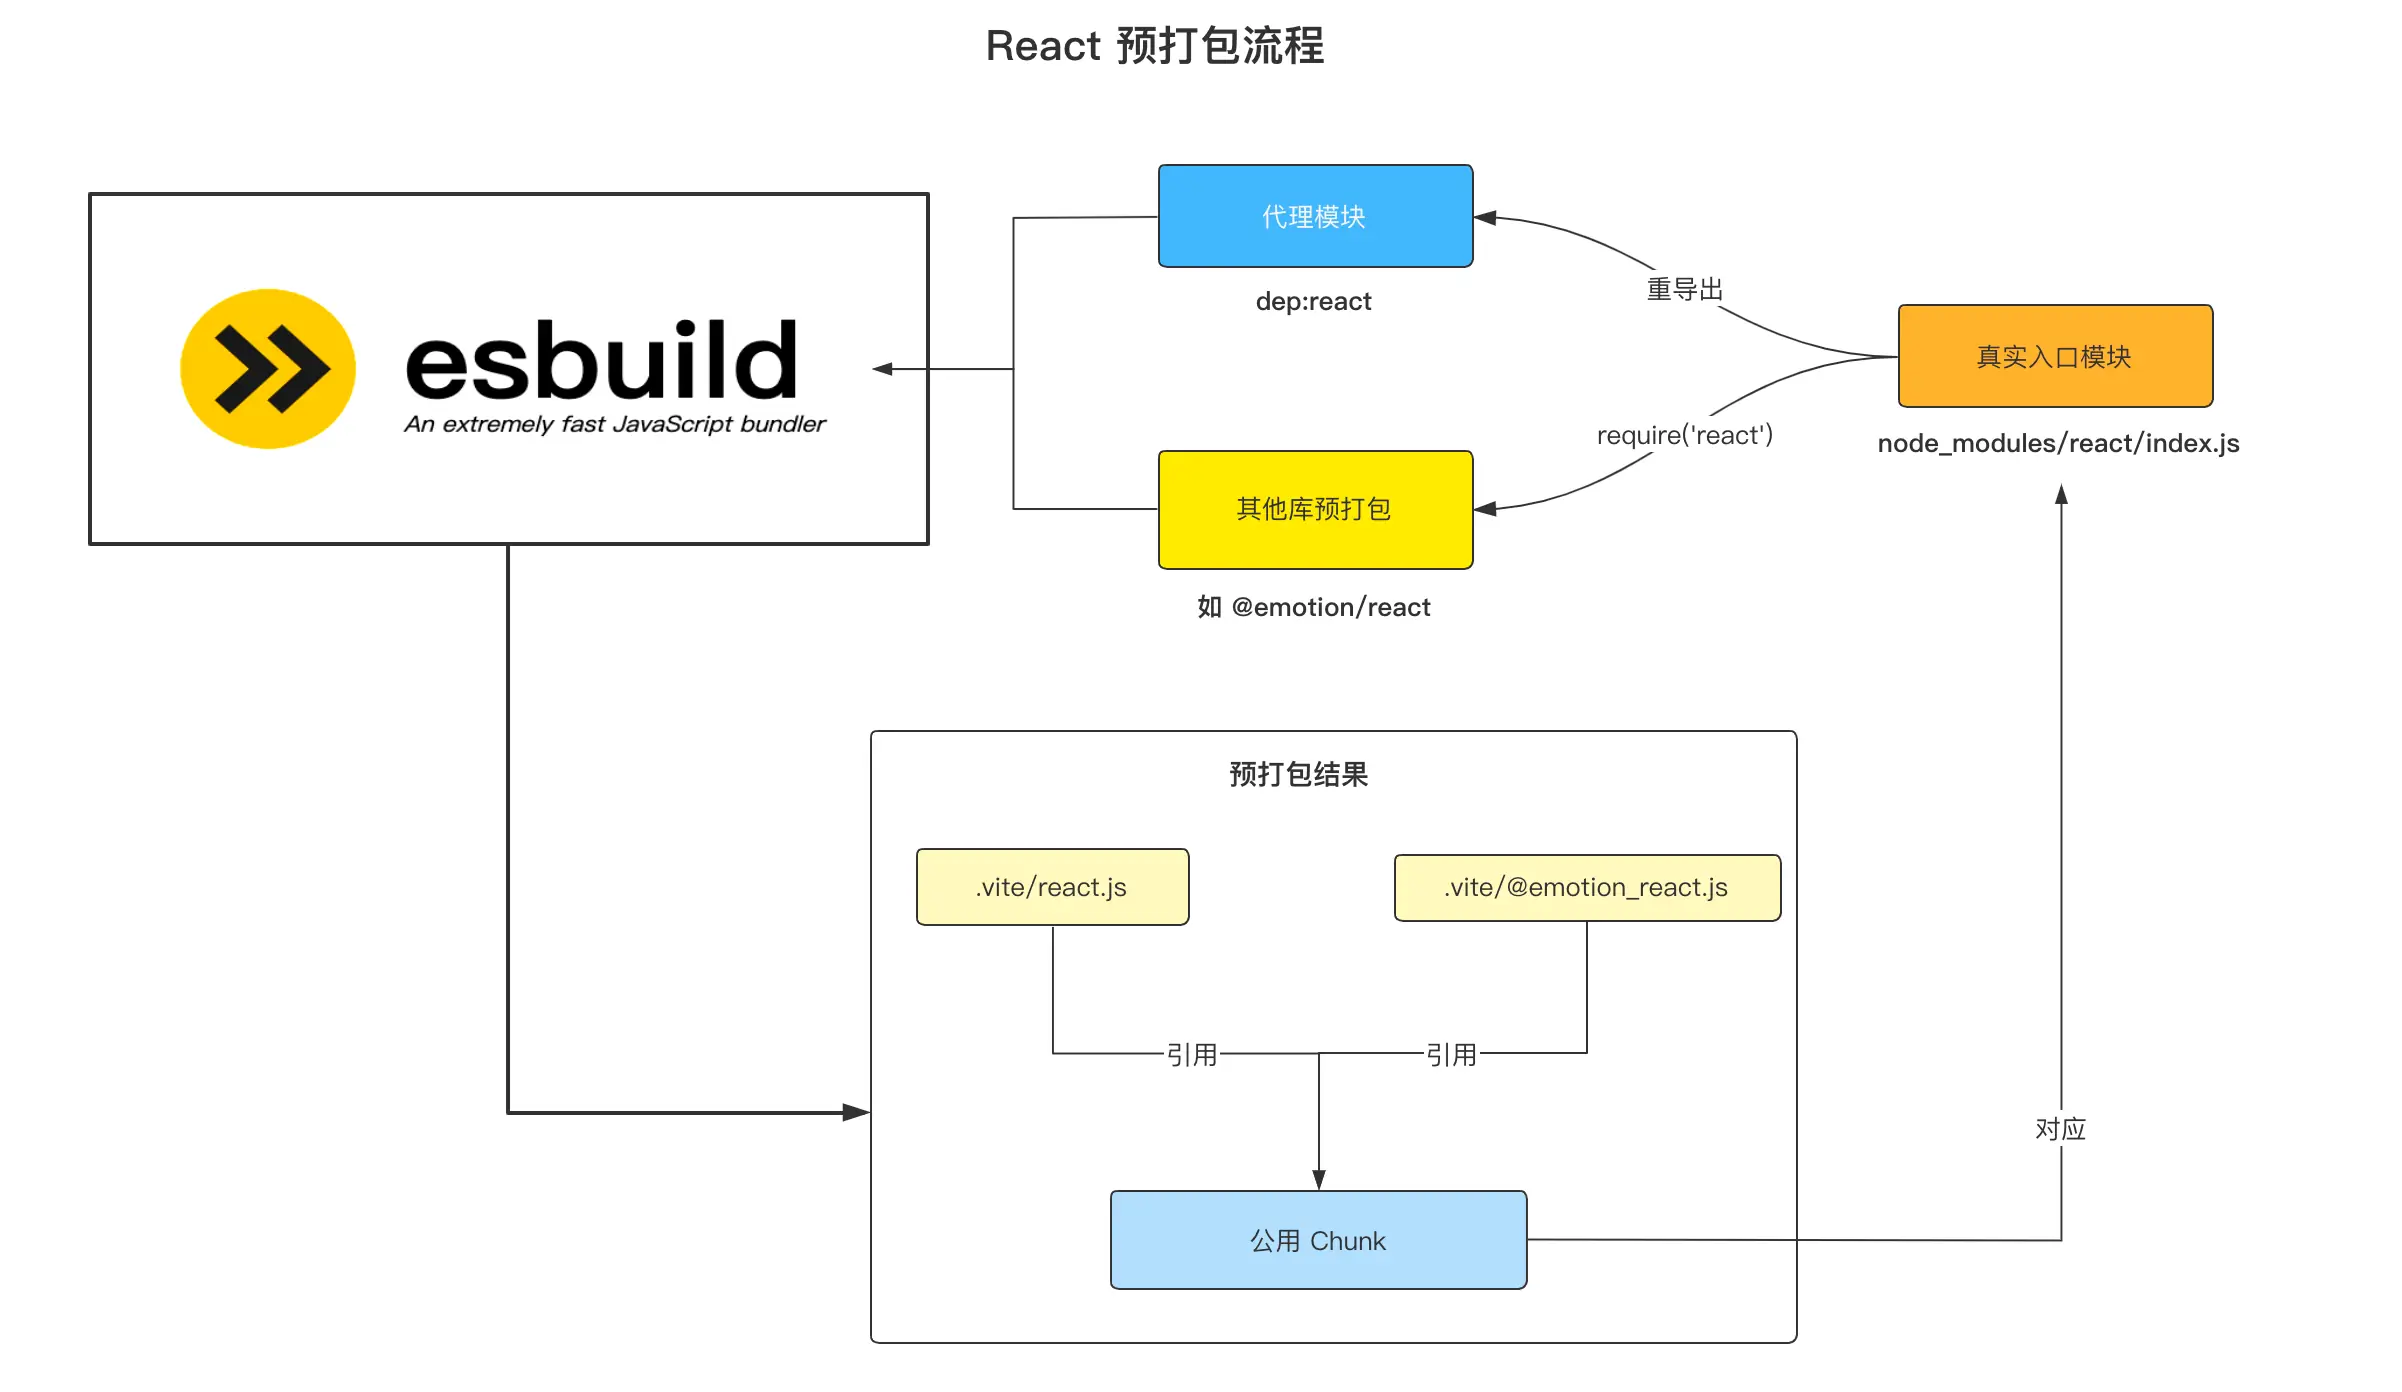 React 预打包流程
esbuild
An extremely fast JavaScript bundler
代理模块
dep:react
重导出
真实入口模块
node_modules/react/index.js
require('react')
其他库预打包
如 @emotion/react
预打包结果
.vite/react.js
.vite/@emotion_react.js
引用
引用
对应
公用 Chunk